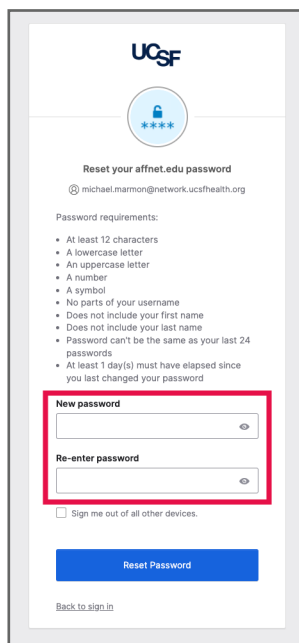 UCSF
****
Reset your affnet.edu password
michael.marmon@network.ucsfhealth.org
Password requirements:
• At least 12 characters
• A lowercase letter
• An uppercase letter
• A number
• A symbol
• No parts of your username
• Does not include your first name
• Does not include your last name
• Password can't be the same as your last 24
passwords
• At least 1 day(s) must have elapsed since
you last changed your password
New password
Re-enter password
Sign me out of all other devices.
Reset Password
Back to sign in